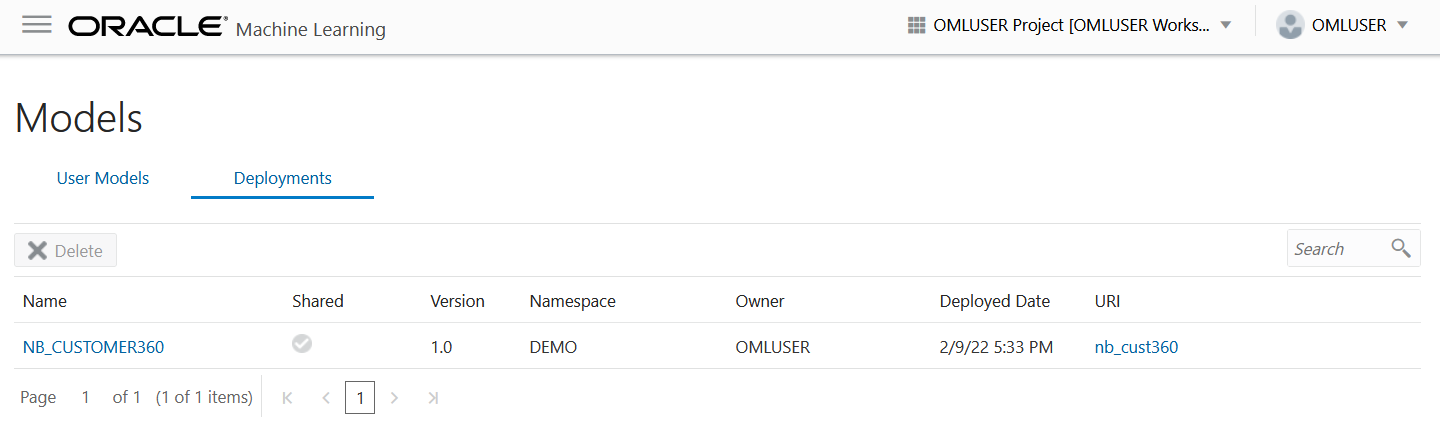 ORACLE® Machine Learning OMLUSER Project [OMLUSER Works... OMLUSER
Models
User Models Deployments
Delete Search
Name Shared Version Namespace Owner Deployed Date URI
NB_CUSTOMER360 1.0 DEMO OMLUSER 2/9/22 5:33 PM nb_cust360
Page 1 of 1 (1 of 1 items) 1